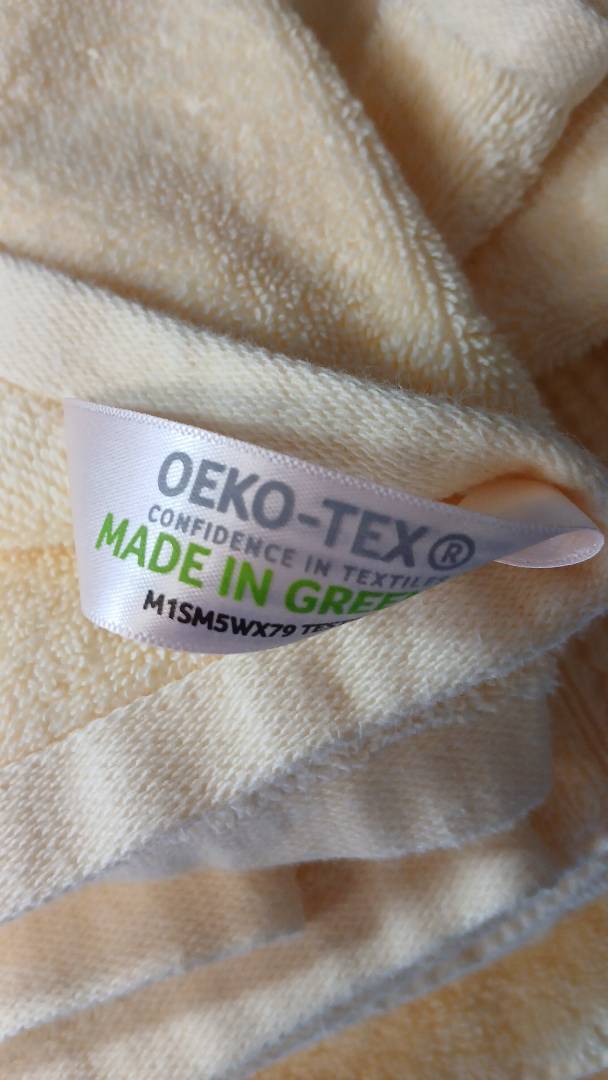 OEKO-TEX®
CONFIDENCE IN
MADE IN
M1SM5WX79